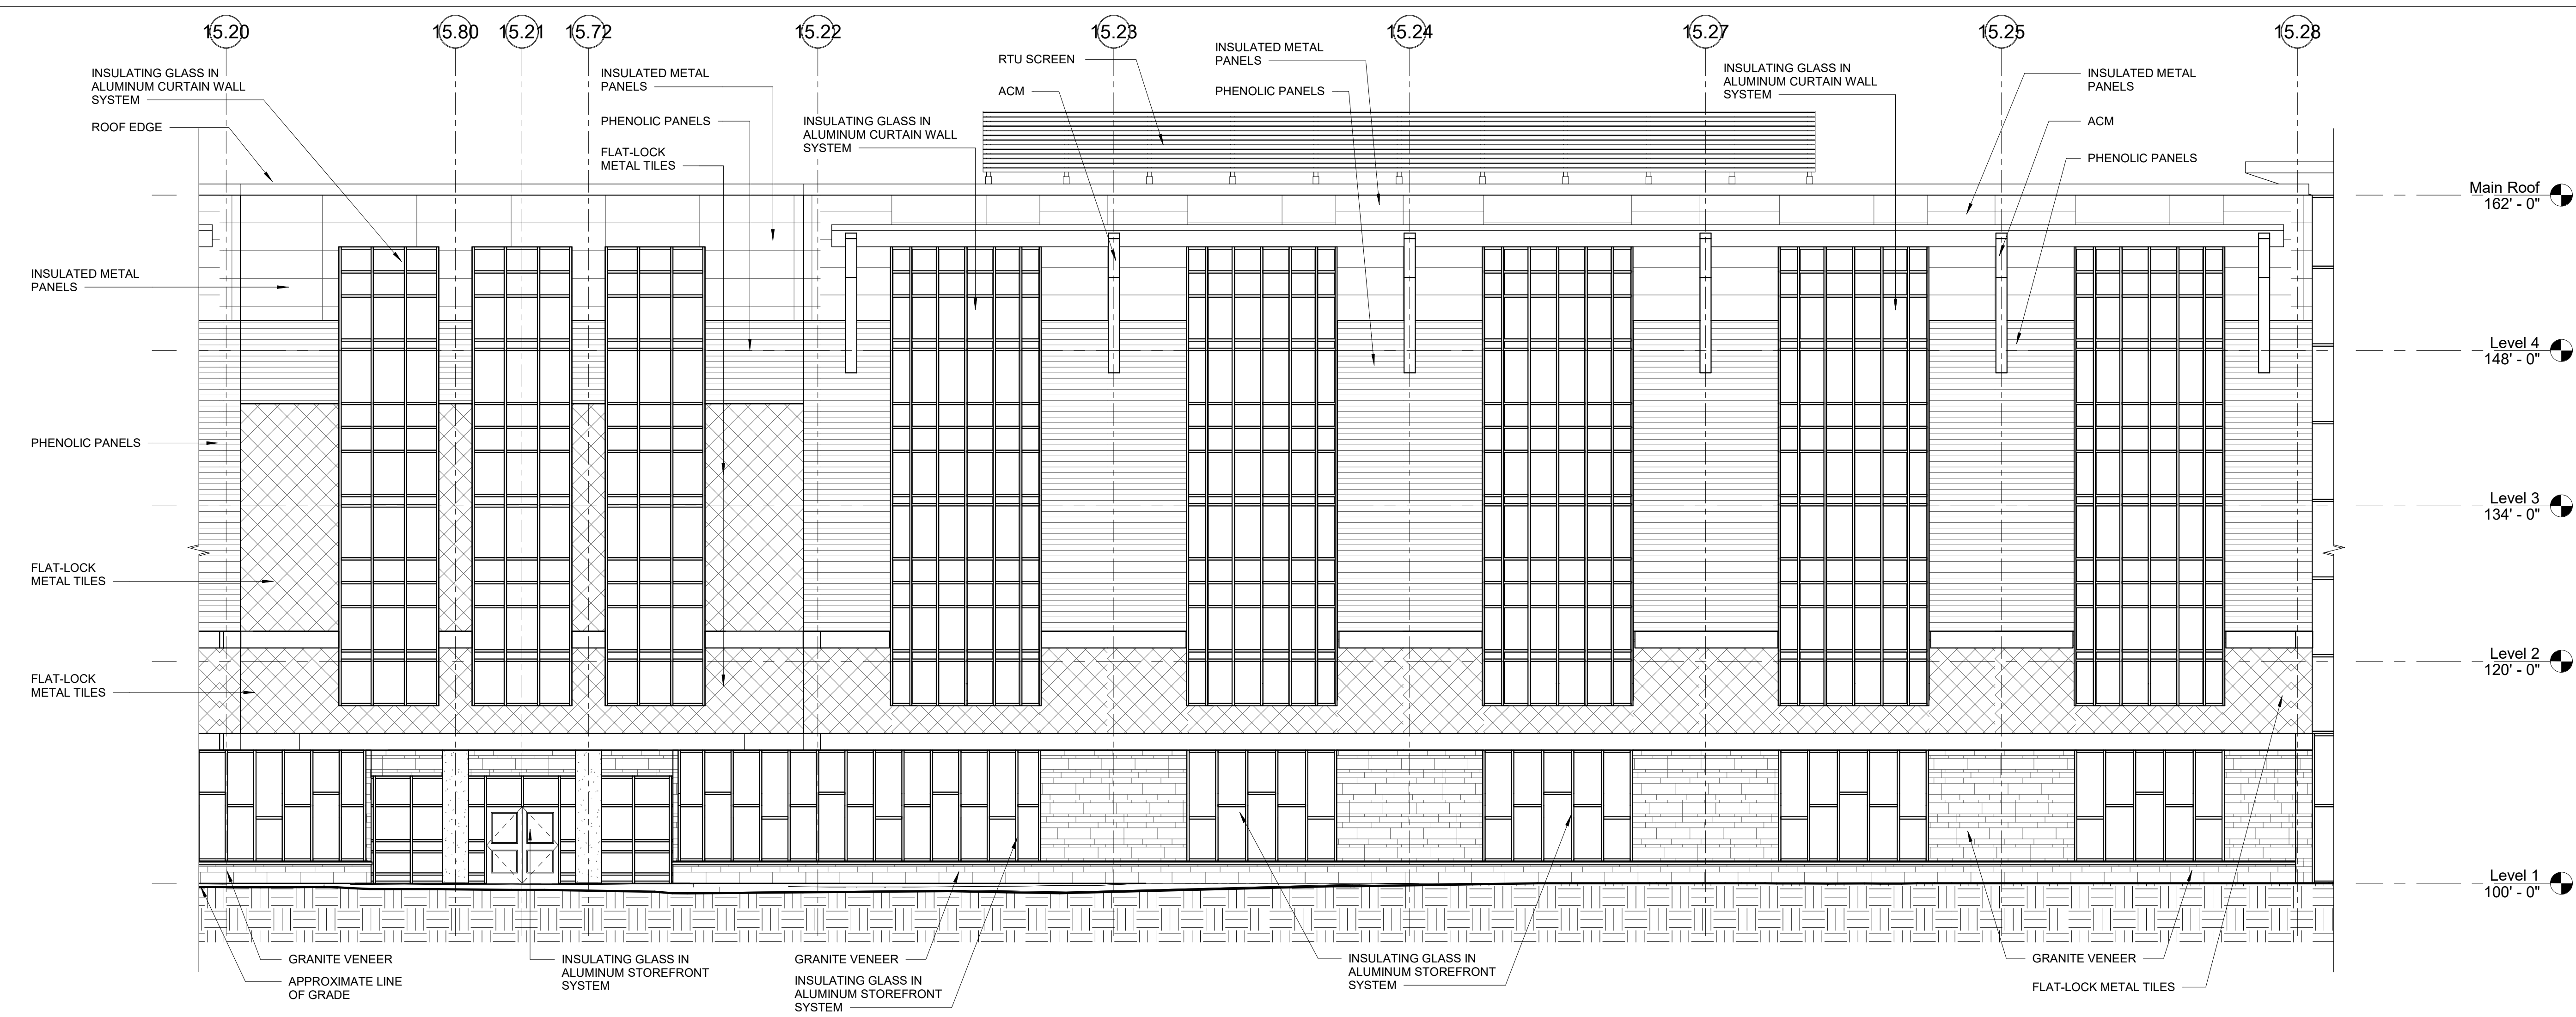 15.20
15.80
15.21
15.72
15.22
15.23
15.24
15.27
15.25
15.28
INSULATING GLASS IN
ALUMINUM CURTAIN WALL
SYSTEM
ROOF EDGE
INSULATED METAL
PANELS
PHENOLIC PANELS
FLAT-LOCK
METAL TILES
INSULATING GLASS IN
ALUMINUM CURTAIN WALL
SYSTEM
RTU SCREEN
ACM
INSULATED METAL
PANELS
PHENOLIC PANELS
INSULATING GLASS IN
ALUMINUM CURTAIN WALL
SYSTEM
INSULATED METAL
PANELS
ACM
PHENOLIC PANELS
Main Roof
162' - 0"
INSULATED METAL
PANELS
Level 4
148' - 0"
PHENOLIC PANELS
Level 3
134' - 0"
FLAT-LOCK
METAL TILES
Level 2
120' - 0"
FLAT-LOCK
METAL TILES
Level 1
100' - 0"
GRANITE VENEER
APPROXIMATE LINE
OF GRADE
INSULATING GLASS IN
ALUMINUM STOREFRONT
SYSTEM
GRANITE VENEER
INSULATING GLASS IN
ALUMINUM STOREFRONT
SYSTEM
INSULATING GLASS IN
ALUMINUM STOREFRONT
SYSTEM
GRANITE VENEER
FLAT-LOCK METAL TILES